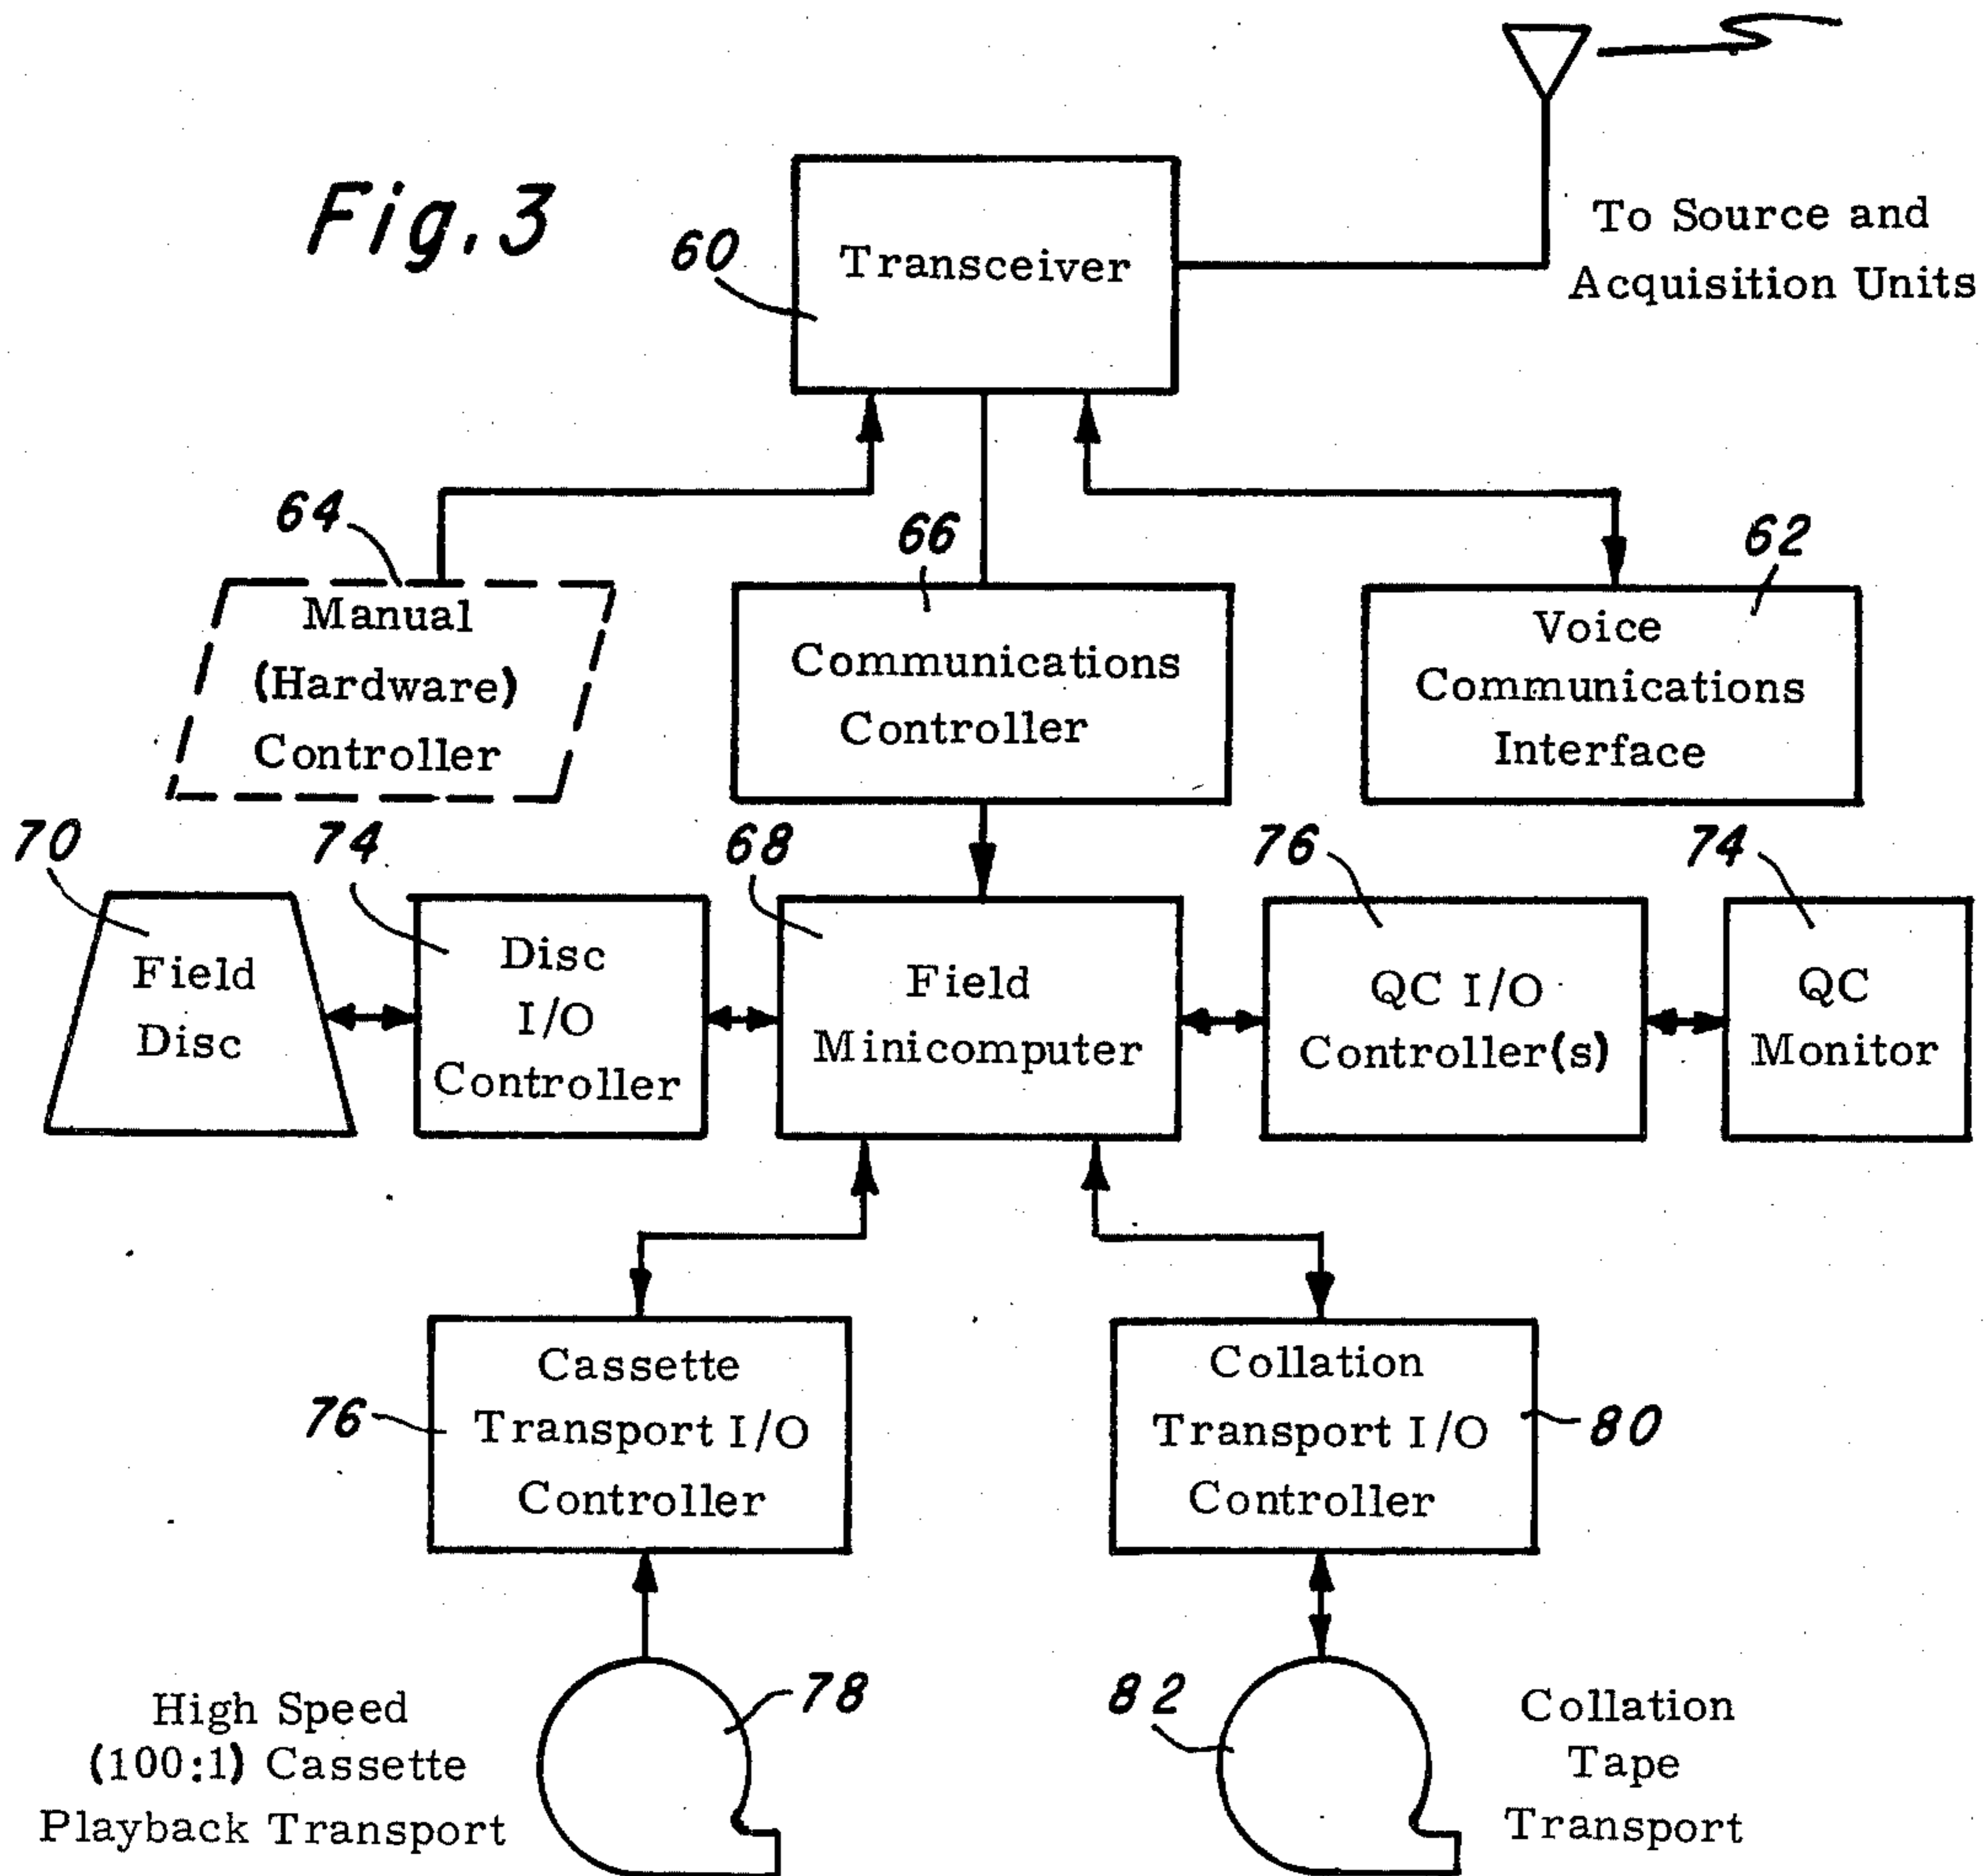 Fig. 3
60
Transceiver
To Source and
Acquisition Units
64
Manual
(Hardware)
Controller
66
Communications
Controller
62
Voice
Communications
Interface
70
Field
Disc
74
Disc
I/O
Controller
68
Field
Minicomputer
76
QC I/O
Controller(s)
74
QC
Monitor
76
Cassette
Transport I/O
Controller
Collation
Transport I/O
Controller
80
High Speed
(100:1) Cassette
Playback Transport
78
82
Collation
Tape
Transport